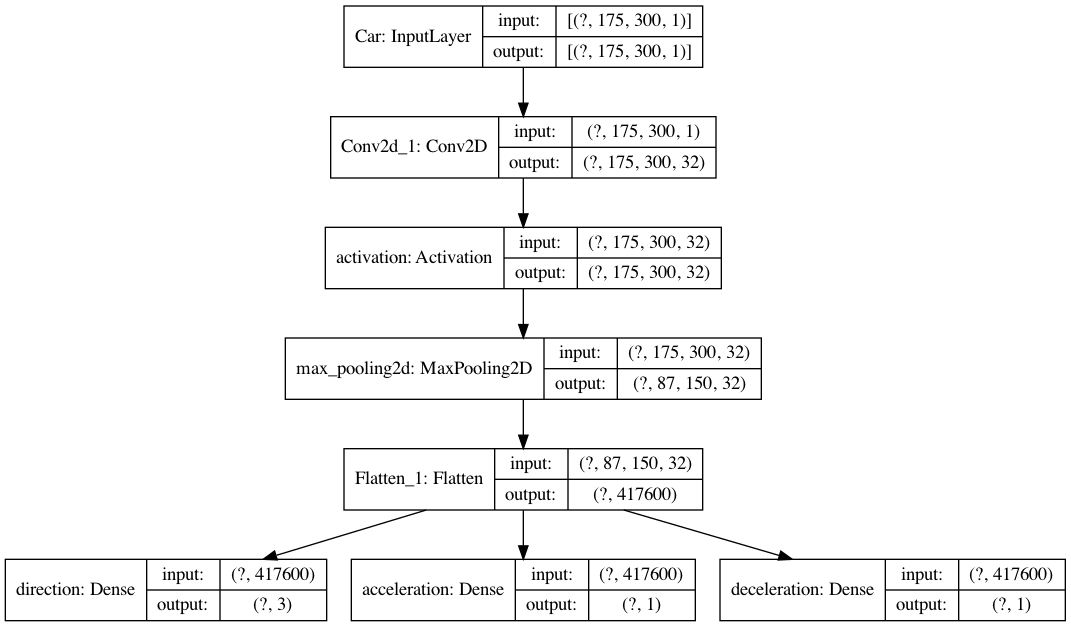 Car: InputLayer
input:
[(?, 175, 300, 1)]
output:
[(?, 175, 300, 1)]
Conv2d_1: Conv2D
input:
(?, 175, 300, 1)
output:
(?, 175, 300, 32)
activation: Activation
input:
(?, 175, 300, 32)
output:
(?, 175, 300, 32)
max_pooling2d: MaxPooling2D
input:
(?, 175, 300, 32)
output:
(?, 87, 150, 32)
Flatten_1: Flatten
input:
(?, 87, 150, 32)
output:
(?, 417600)
direction: Dense
input:
(?, 417600)
output:
(?, 3)
acceleration: Dense
input:
(?, 417600)
output:
(?, 1)
deceleration: Dense
input:
(?, 417600)
output:
(?, 1)